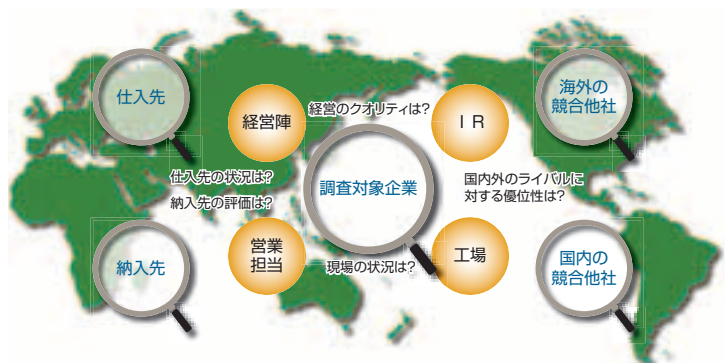 仕入先
経営陣
経営のクオリティは?
I R
海外の
競合他社
仕入先の状況は?
納入先の評価は?
調査対象企業
国内外のライバルに
対する優位性は?
納入先
営業
担当
現場の状況は?
工場
国内の
競合他社